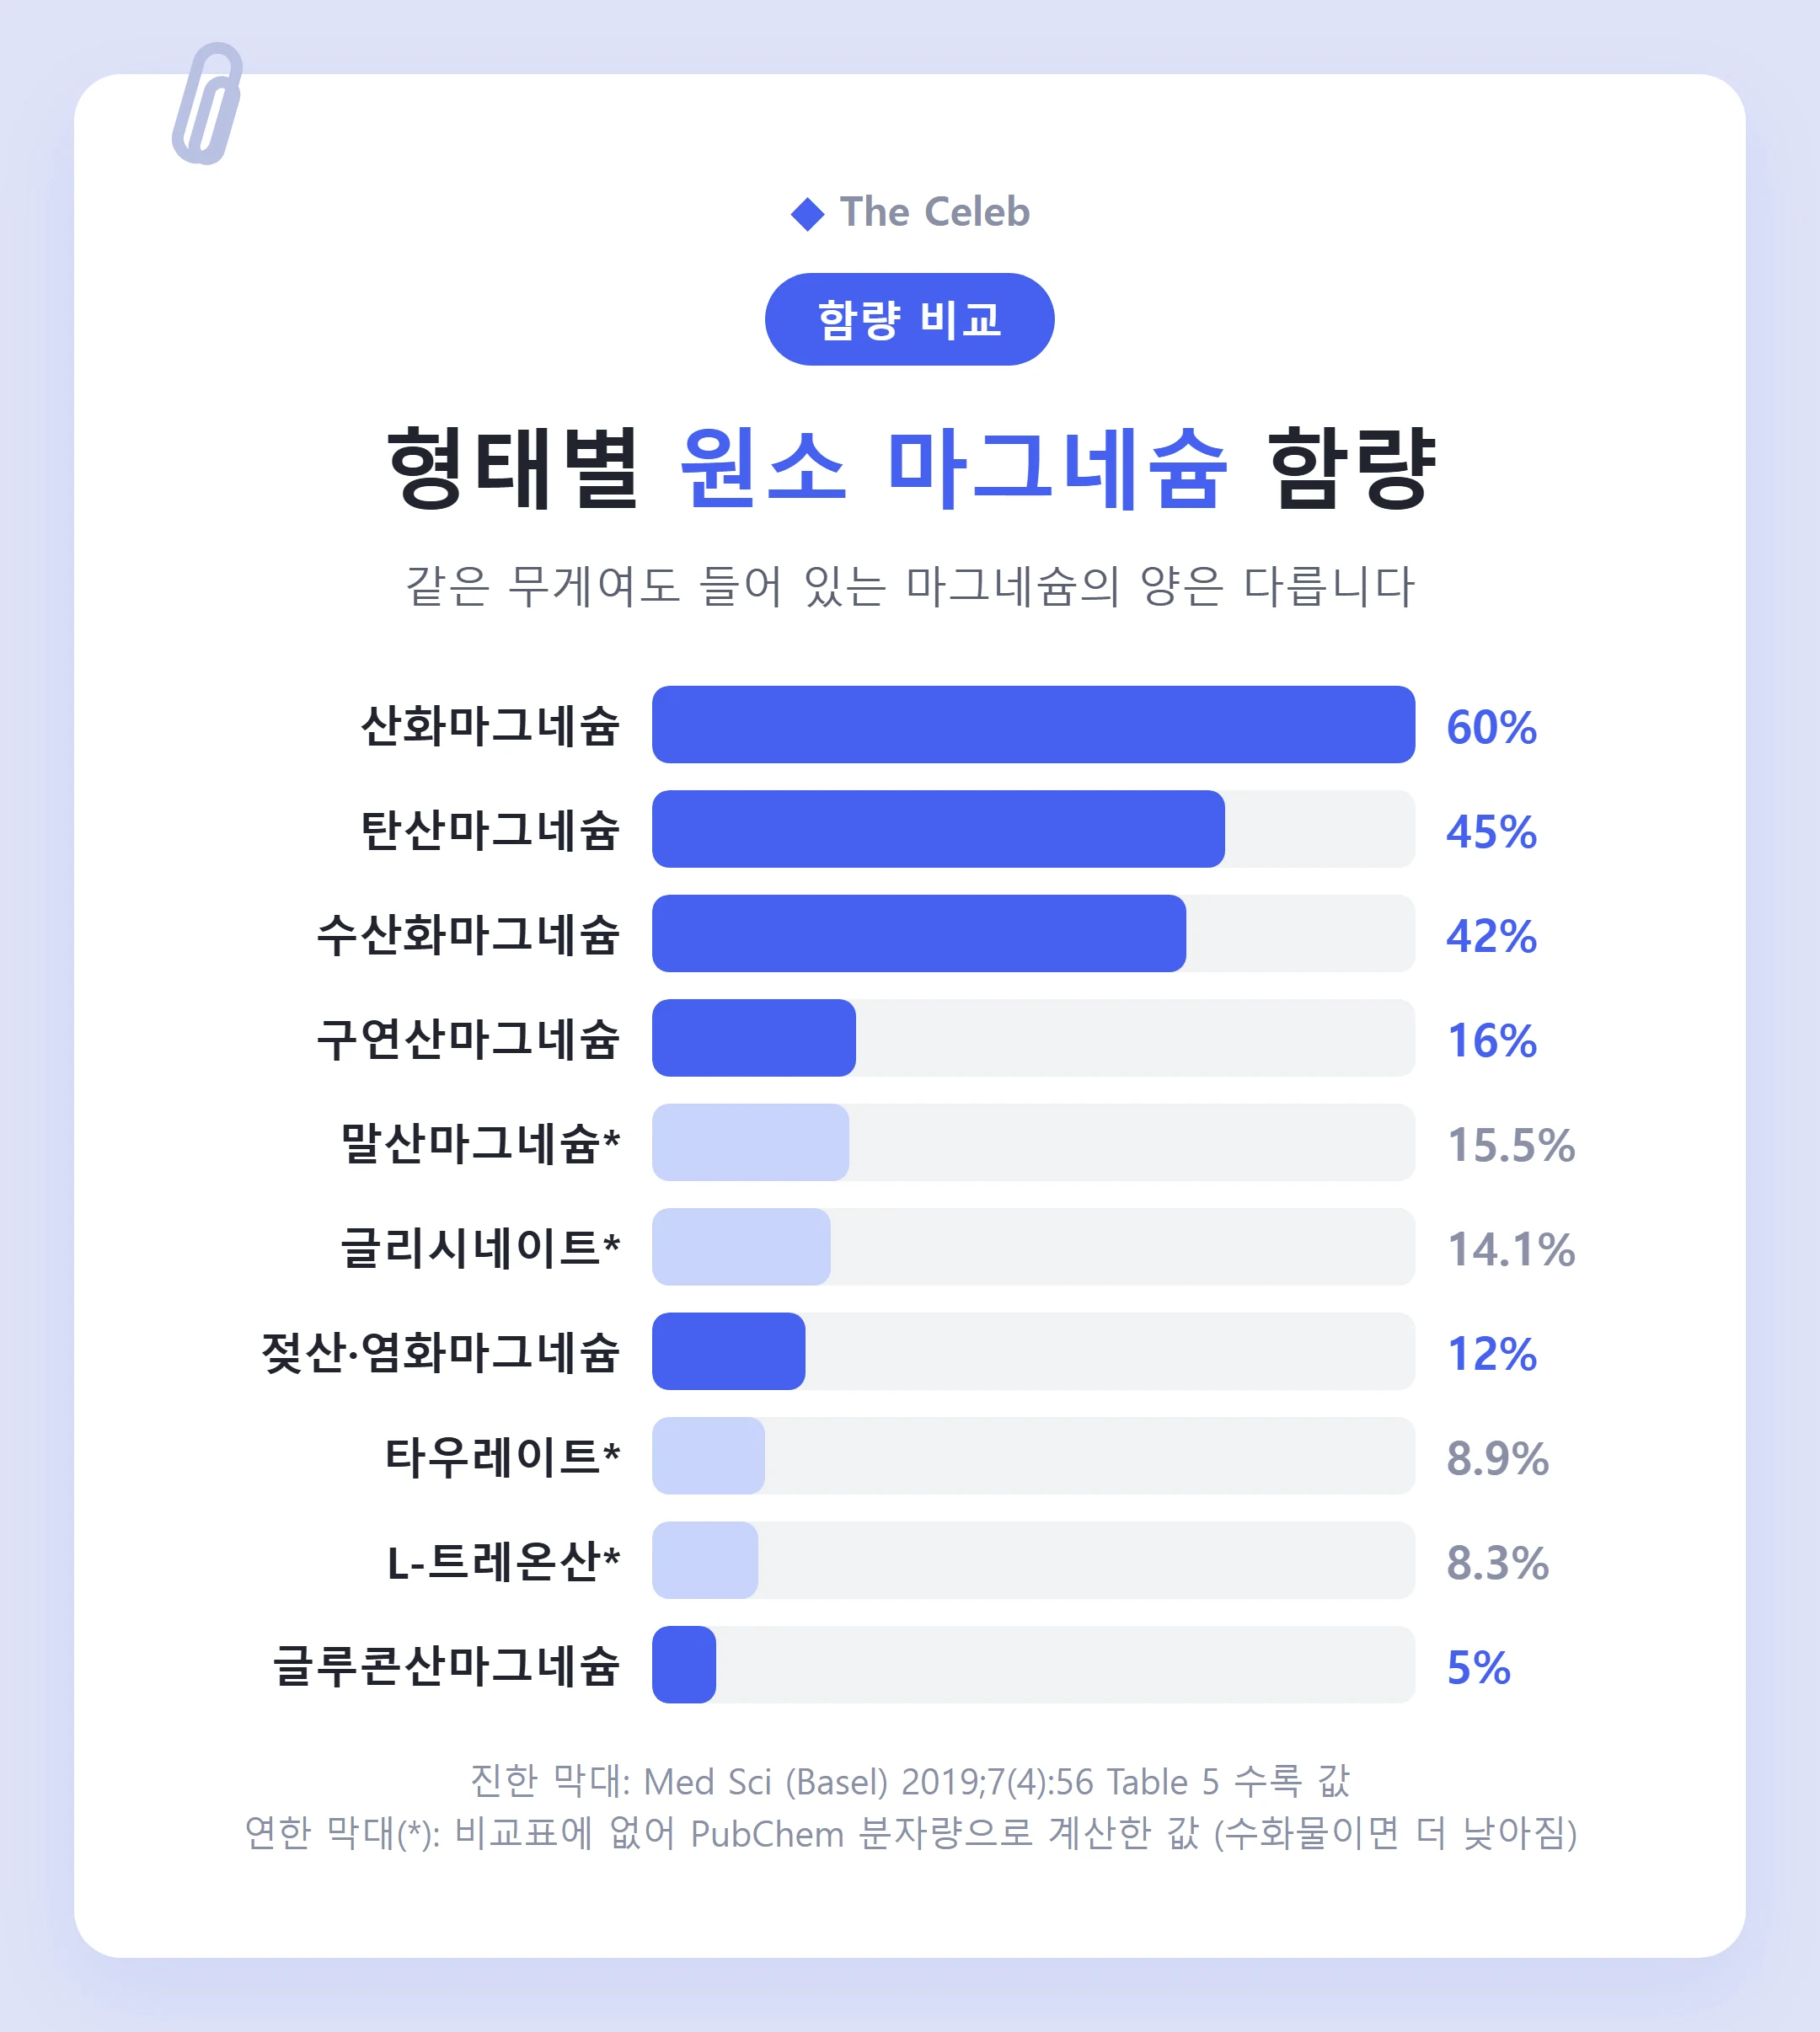 The Celeb
함량 비교
형태별 원소 마그네슘 함량
같은 무게여도 들어 있는 마그네슘의 양은 다릅니다
산화마그네슘 60%
탄산마그네슘 45%
수산화마그네슘 42%
구연산마그네슘 16%
말산마그네슘* 15.5%
글리시네이트* 14.1%
젖산·염화마그네슘 12%
타우레이트* 8.9%
L-트레온산* 8.3%
글루콘산마그네슘 5%
진한 막대: Med Sci (Basel) 2019;7(4):56 Table 5 수록 값
연한 막대(*): 비교표에 없어 PubChem 분자량으로 계산한 값 (수화물이면 더 낮아짐)